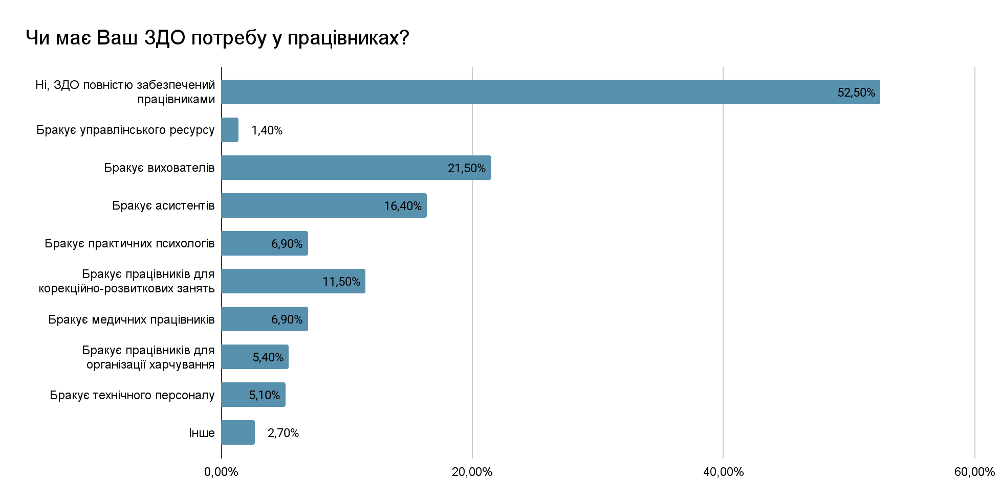 Чи має Ваш ЗДО потребу у працівниках?
Ні, ЗДО повністю забезпечений
працівниками
52,50%
Бракує управлінського ресурсу
1,40%
Бракує вихователів
21,50%
Бракує асистентів
16,40%
Бракує практичних психологів
6,90%
Бракує працівників для
корекційно-розвиткових занять
11,50%
Бракує медичних працівників
6,90%
Бракує працівників для
організації харчування
5,40%
Бракує технічного персоналу
5,10%
Інше
2,70%
0,00%
20,00%
40,00%
60,00%